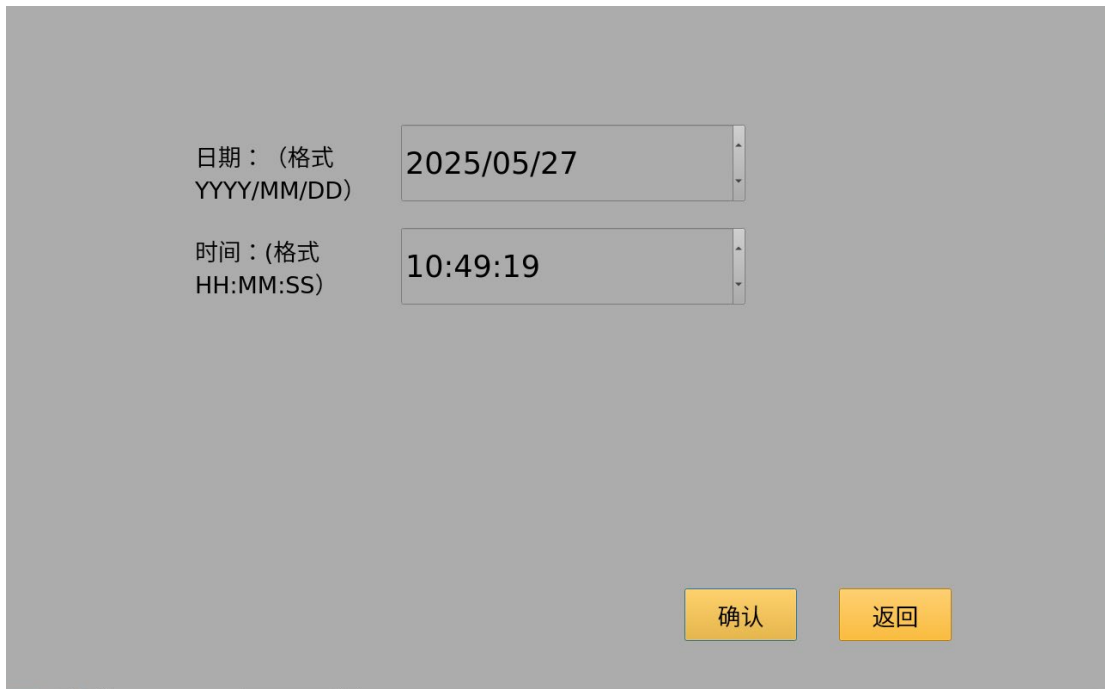 日期：（格式
YYYY/MM/DD）
2025/05/27
时间：(格式
HH:MM:SS）
10:49:19
确认
返回